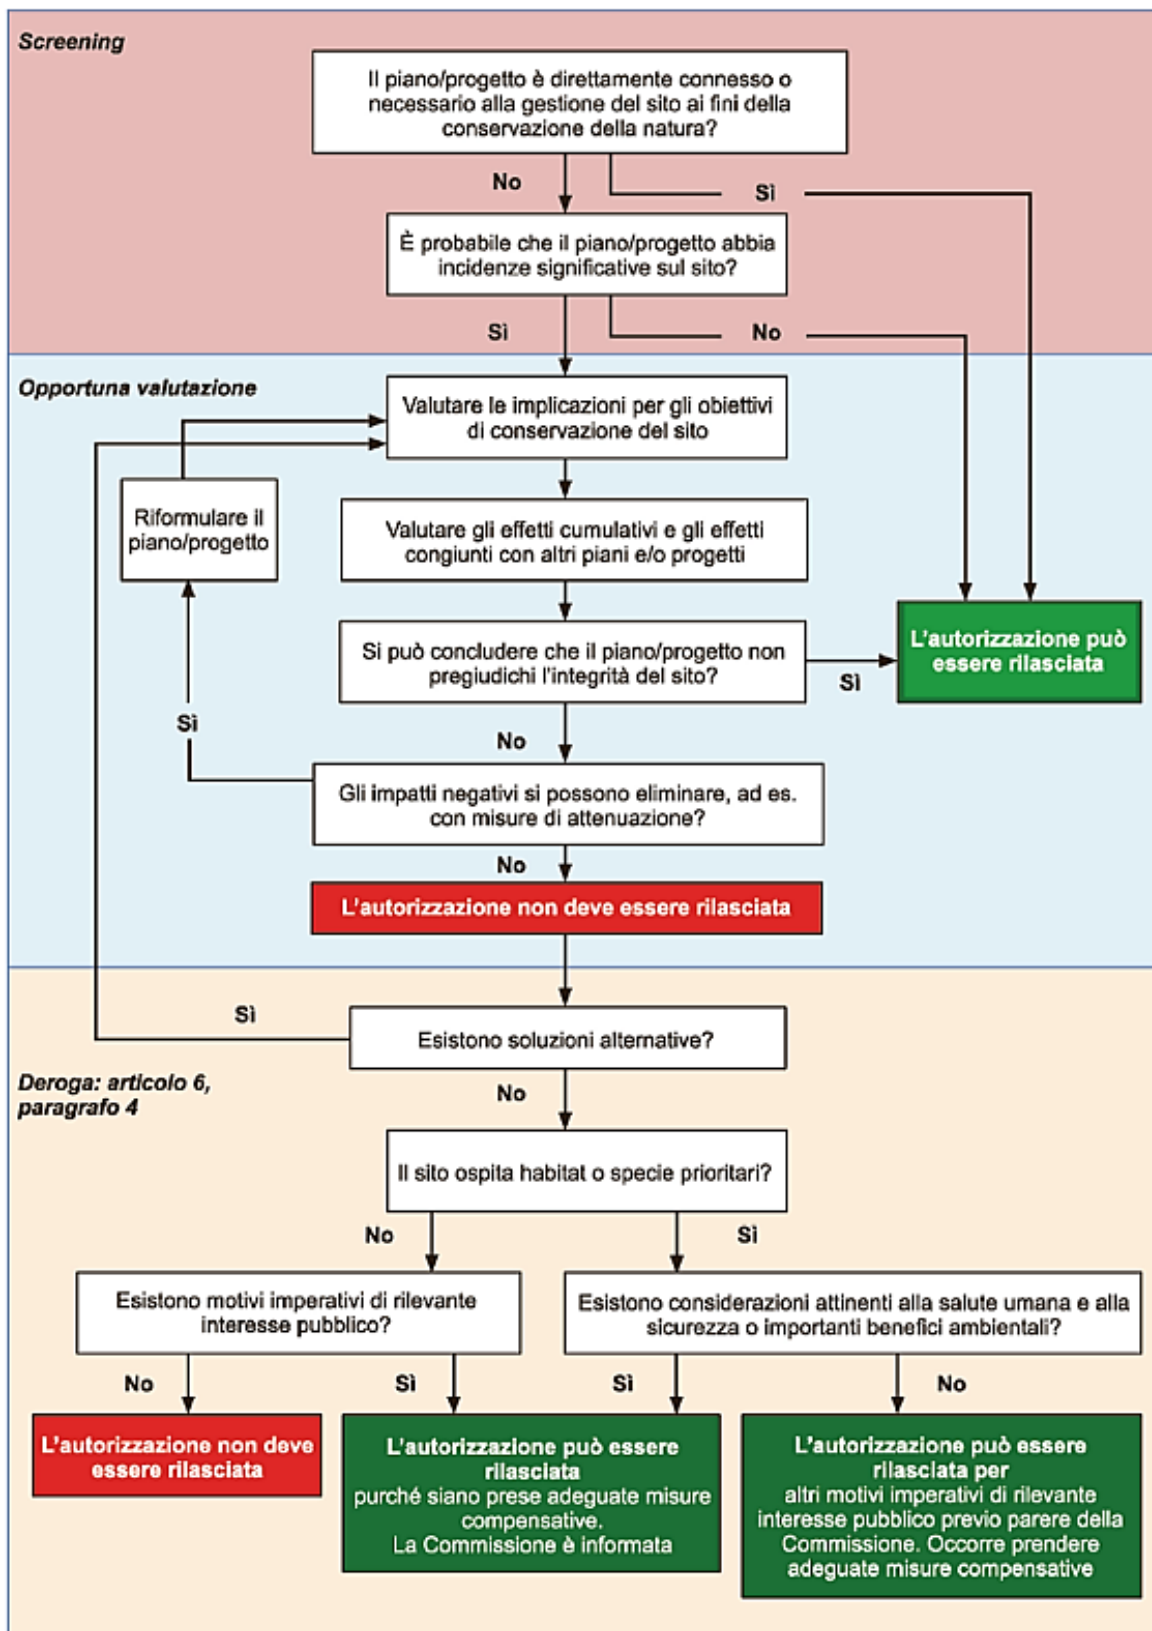 Screening
Il piano/progetto è direttamente connesso o
necessario alla gestione del sito ai fini della
conservazione della natura?
No
Sì
È probabile che il piano/progetto abbia
incidenze significative sul sito?
Sì
No
Opportuna valutazione
Valutare le implicazioni per gli obiettivi
di conservazione del sito
Riformulare il
piano/progetto
Valutare gli effetti cumulativi e gli effetti
congiunti con altri piani e/o progetti
Si può concludere che il piano/progetto non
pregiudichi l'integrità del sito?
Sì
L'autorizzazione può
essere rilasciata
Sì
No
Gli impatti negativi si possono eliminare, ad es.
con misure di attenuazione?
No
L'autorizzazione non deve essere rilasciata
Sì
Esistono soluzioni alternative?
Deroga: articolo 6,
paragrafo 4
No
Il sito ospita habitat o specie prioritari?
No
Sì
Esistono motivi imperativi di rilevante
interesse pubblico?
Esistono considerazioni attinenti alla salute umana e alla
sicurezza o importanti benefici ambientali?
No
Sì
Sì
No
L'autorizzazione non deve
essere rilasciata
L'autorizzazione può essere
rilasciata
purché siano prese adeguate misure
compensative.
La Commissione è informata
L'autorizzazione può essere
rilasciata per
altri motivi imperativi di rilevante
interesse pubblico previo parere della
Commissione. Occorre prendere
adeguate misure compensative